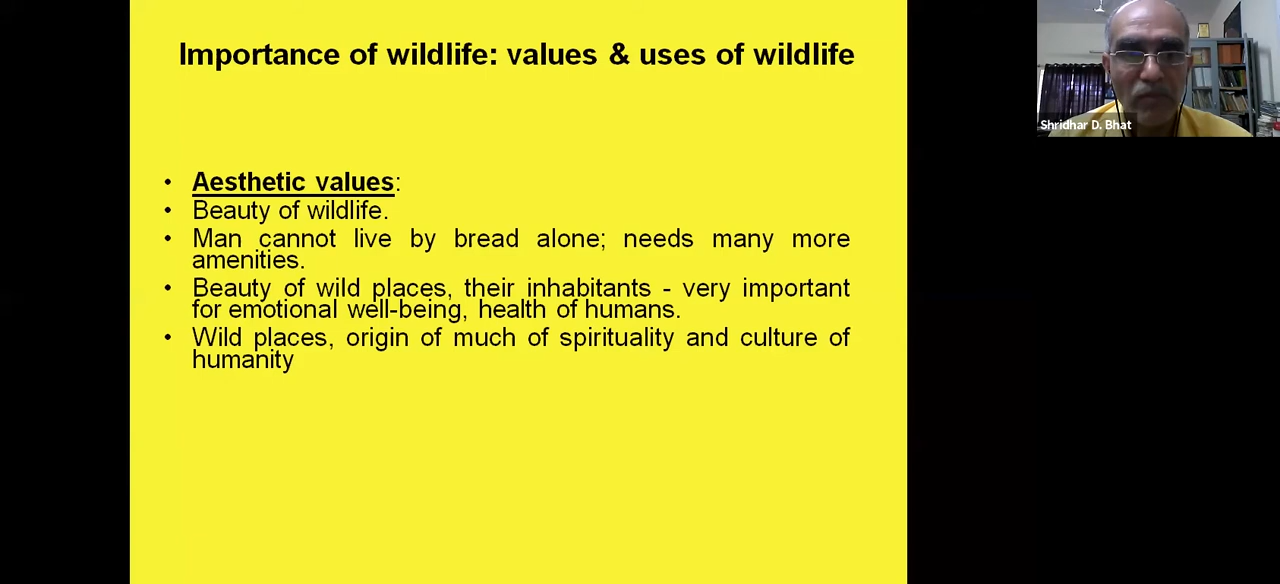 Importance of wildlife: values & uses of wildlife
Shridhar D. Bhat
• Aesthetic values:
• Beauty of wildlife.
• Man cannot live by bread alone; needs many more
amenities.
• Beauty of wild places, their inhabitants - very important
for emotional well-being, health of humans.
• Wild places, origin of much of spirituality and culture of
humanity